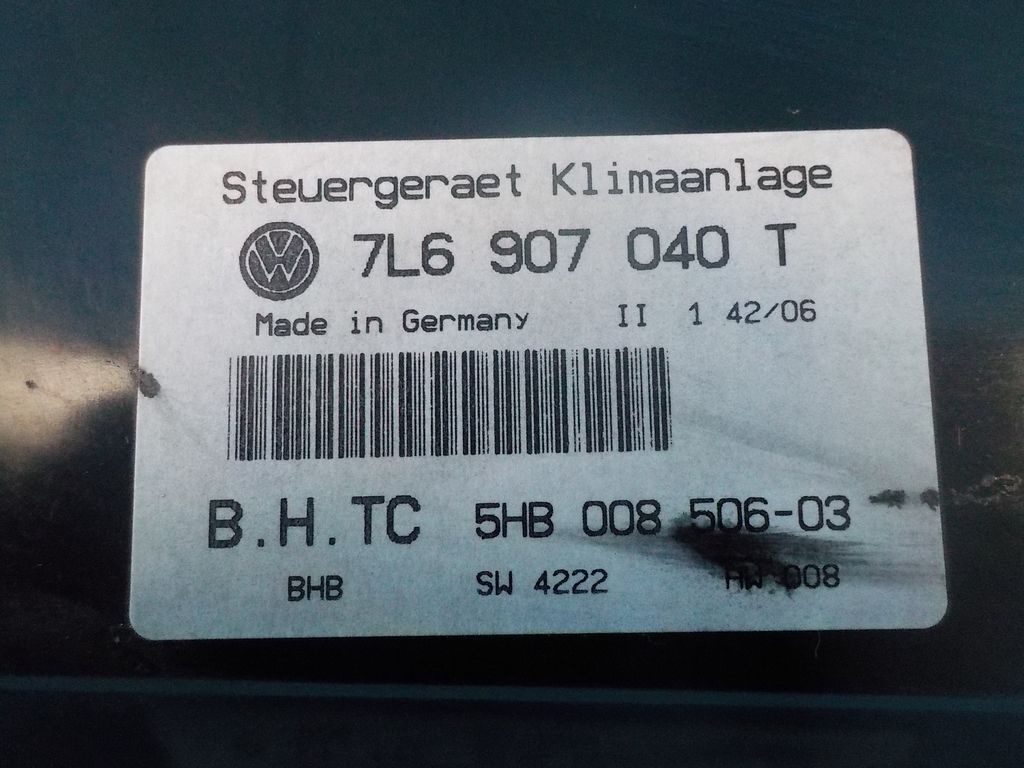 Steuergeraet Klimaanlage
7L6 907 040 T
Made in Germany II 1 42/06
B.H.TC 5HB 008 506-03
BHB SW 4222 HW 008